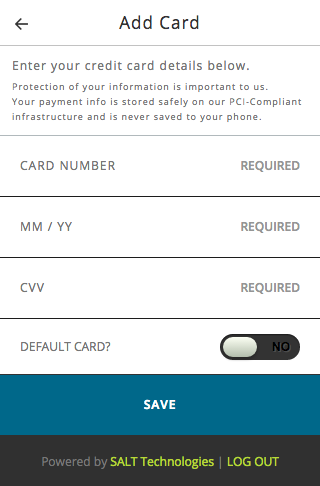 Add Card
Enter your credit card details below.
Protection of your information is important to us.
Your payment info is stored safely on our PCI-Compliant
infrastructure and is never saved to your phone.
CARD NUMBER REQUIRED
MM / YY REQUIRED
CVV REQUIRED
DEFAULT CARD? NO
SAVE
Powered by SALT Technologies | LOG OUT